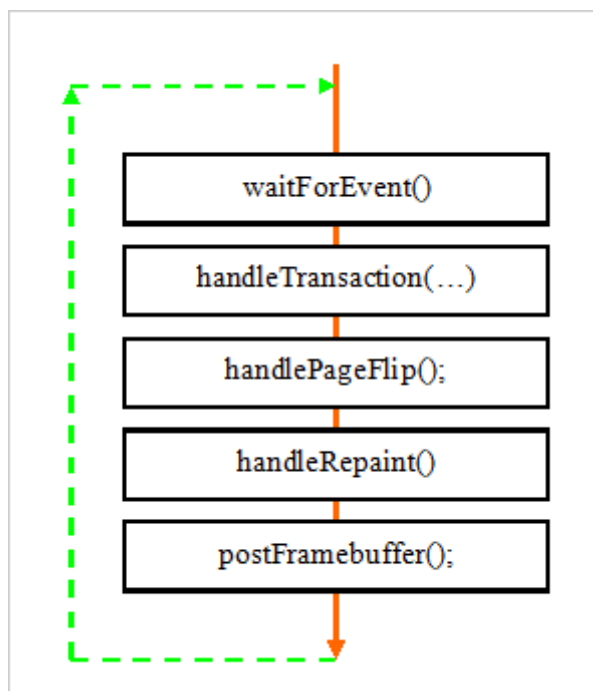 waitForEvent()
handleTransaction(…)
handlePageFlip();
handleRepaint()
postFramebuffer();